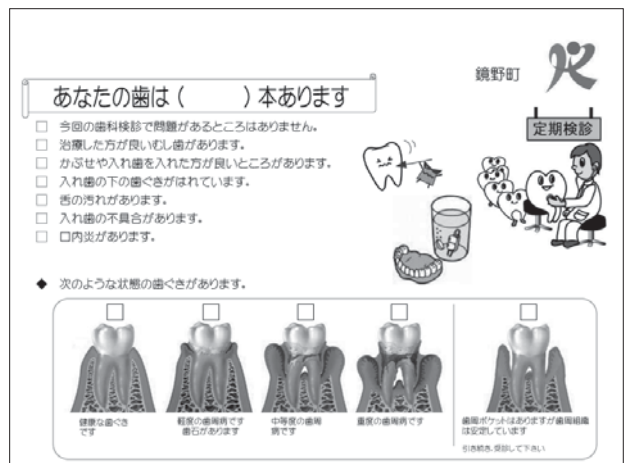 鏡野町
あなたの歯は（　　　）本あります
□ 今回の歯科検診で問題があるところはありません。
□ 治療した方が良いむし歯があります。
□ かぶせや入れ歯を入れた方が良いところがあります。
□ 入れ歯の下の歯ぐきがはれています。
□ 舌の汚れがあります。
□ 入れ歯の不具合があります。
□ 口内炎があります。
定期検診
◆ 次のような状態の歯ぐきがあります。
健康な歯ぐき
です
軽度の歯周病です
歯石があります
中等度の歯周
病です
重度の歯周病です
歯周ポケットはありますが歯周組織
は安定しています
引き続き、受診して下さい